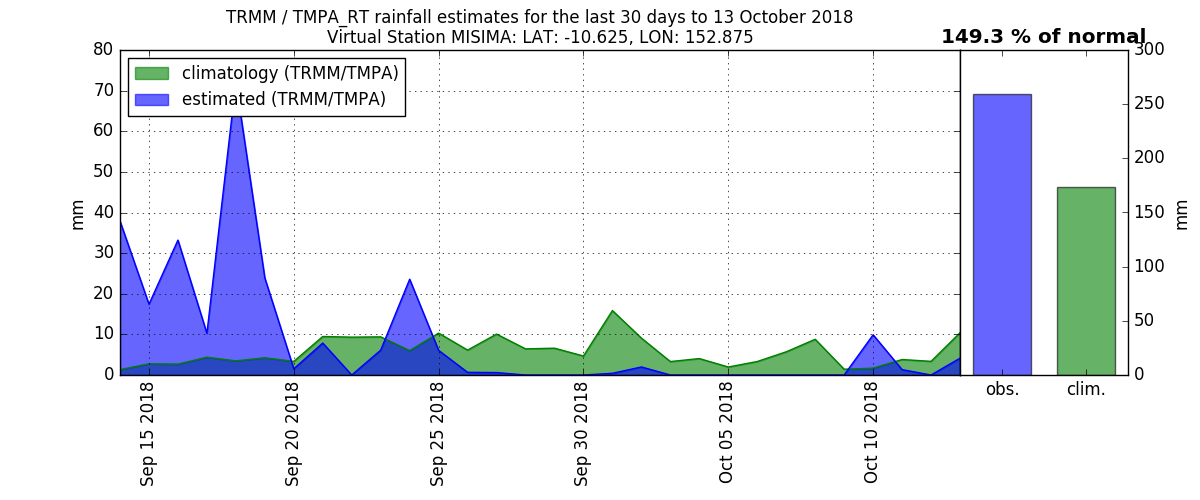 TRMM / TMPA_RT rainfall estimates for the last 30 days to 13 October 2018
Virtual Station MISIMA: LAT: -10.625, LON: 152.875
149.3 % of normal
climatology (TRMM/TMPA)
estimated (TRMM/TMPA)
80
70
60
50
40
30
20
10
0
mm
Sep 15 2018
Sep 20 2018
Sep 25 2018
Sep 30 2018
Oct 05 2018
Oct 10 2018
obs.
clim.
300
250
200
150
100
50
0
mm